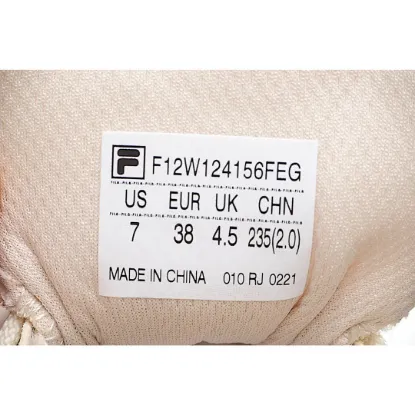 F12W124156FEG
US EUR UK CHN
7 38 4.5 235(2.0)
MADE IN CHINA 010 RJ 0221